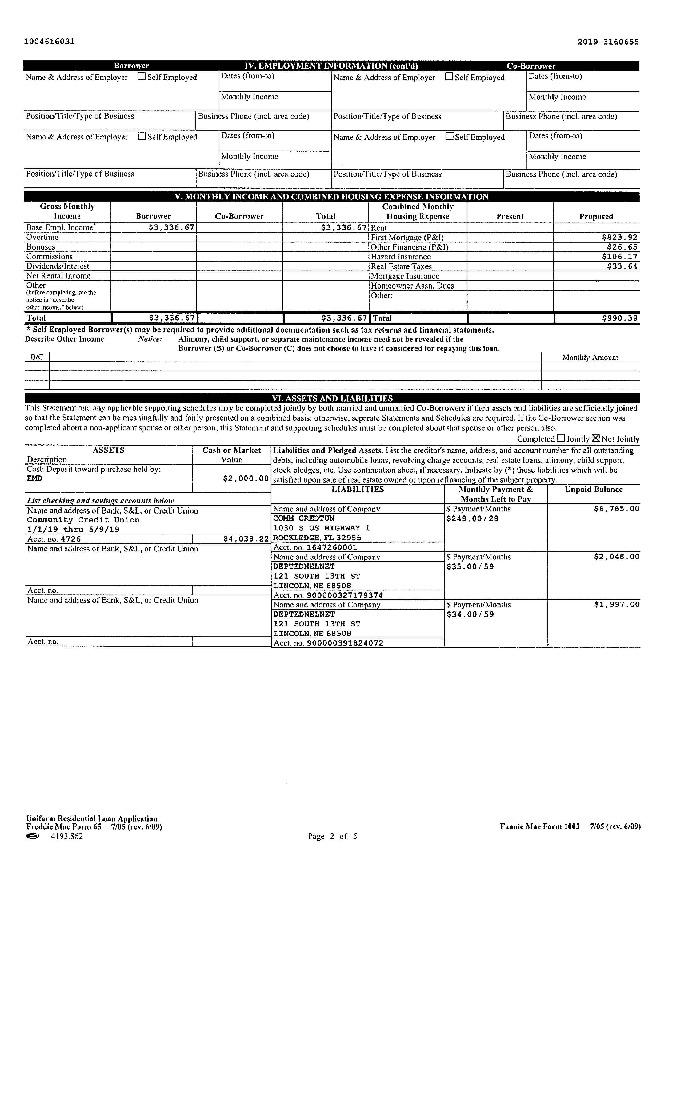 1004616031 2019 3160655
Borrower IV. EMPLOYMENT INFORMATION (cont'd) Co-Borrower
Name & Address of Employer ☐ Self Employed Dates (from-to) Name & Address of Employer ☐ Self Employed Dates (from-to)
Monthly Income Monthly Income
Position/Title/Type of Business Business Phone (incl. area code) Position/Title/Type of Business Business Phone (incl. area code)
Name & Address of Employer ☐ Self Employed Dates (from-to) Name & Address of Employer ☐ Self Employed Dates (from-to)
Monthly Income Monthly Income
Position/Title/Type of Business Business Phone (incl. area code) Position/Title/Type of Business Business Phone (incl. area code)
V. MONTHLY INCOME AND COMBINED HOUSING EXPENSE INFORMATION
Gross Monthly Income Borrower Co-Borrower Total Combined Monthly Housing Expense Present Proposed
Base Empl. Income* $3,336.67 $3,336.67 Rent
Overtime First Mortgage (P&I) $823.92
Bonuses Other Financing (P&I) $26.65
Commissions Hazard Insurance $106.17
Dividends/Interest Real Estate Taxes $33.64
Net Rental Income Mortgage Insurance
Other Homeowner Assn. Dues
(before completing, see the notice in "describe other income," below) Other:
Total $3,336.67 $3,336.67 Total $990.38
* Self Employed Borrower(s) may be required to provide additional documentation such as tax returns and financial statements.
Describe Other Income Notice: Alimony, child support, or separate maintenance income need not be revealed if the
Borrower (B) or Co-Borrower (C) does not choose to have it considered for repaying this loan.
B/C Monthly Amount
VI. ASSETS AND LIABILITIES
This Statement and any applicable supporting schedules may be completed jointly by both married and unmarried Co-Borrowers if their assets and liabilities are sufficiently joined
so that the Statement can be meaningfully and fairly presented on a combined basis; otherwise, separate Statements and Schedules are required. If the Co-Borrower section was
completed about a non-applicant spouse or other person, this Statement and supporting schedules must be completed about that spouse or other person, also.
Completed ☐ Jointly ☒ Not Jointly
ASSETS Cash or Market Value
Description
Cash Deposit toward purchase held by:
EMD $2,000.00
List checking and savings accounts below
Name and address of Bank, S&L, or Credit Union
Community Credit Union
1/1/19 thru 5/9/19
Acct. no. 4726 $4,039.22
Name and address of Bank, S&L, or Credit Union
Acct. no.
Name and address of Bank, S&L, or Credit Union
Acct. no.
Liabilities and Pledged Assets. List the creditor's name, address, and account number for all outstanding
debts, including automobile loans, revolving charge accounts, real estate loans, alimony, child support,
stock pledges, etc. Use continuation sheet, if necessary. Indicate by (*) those liabilities which will be
satisfied upon sale of real estate owned or upon refinancing of the subject property.
LIABILITIES Monthly Payment & Months Left to Pay Unpaid Balance
Name and address of Company $ Payment/Months $6,765.00
COMM CREDTUN $249.00/28
1030 S US HIGHWAY 1
ROCKLEDGE, FL 32955
Acct. no. 1647260001
Name and address of Company $ Payment/Months $2,046.00
DEPTEDNELNET $35.00/59
121 SOUTH 13TH ST
LINCOLN, NE 68508
Acct. no. 900000327179374
Name and address of Company $ Payment/Months $1,997.00
DEPTEDNELNET $34.00/59
121 SOUTH 13TH ST
LINCOLN, NE 68508
Acct. no. 900000391824072
Uniform Residential Loan Application
Freddie Mac Form 65 7/05 (rev. 6/09) Fannie Mae Form 1003 7/05 (rev. 6/09)
4193.862 Page 2 of 5